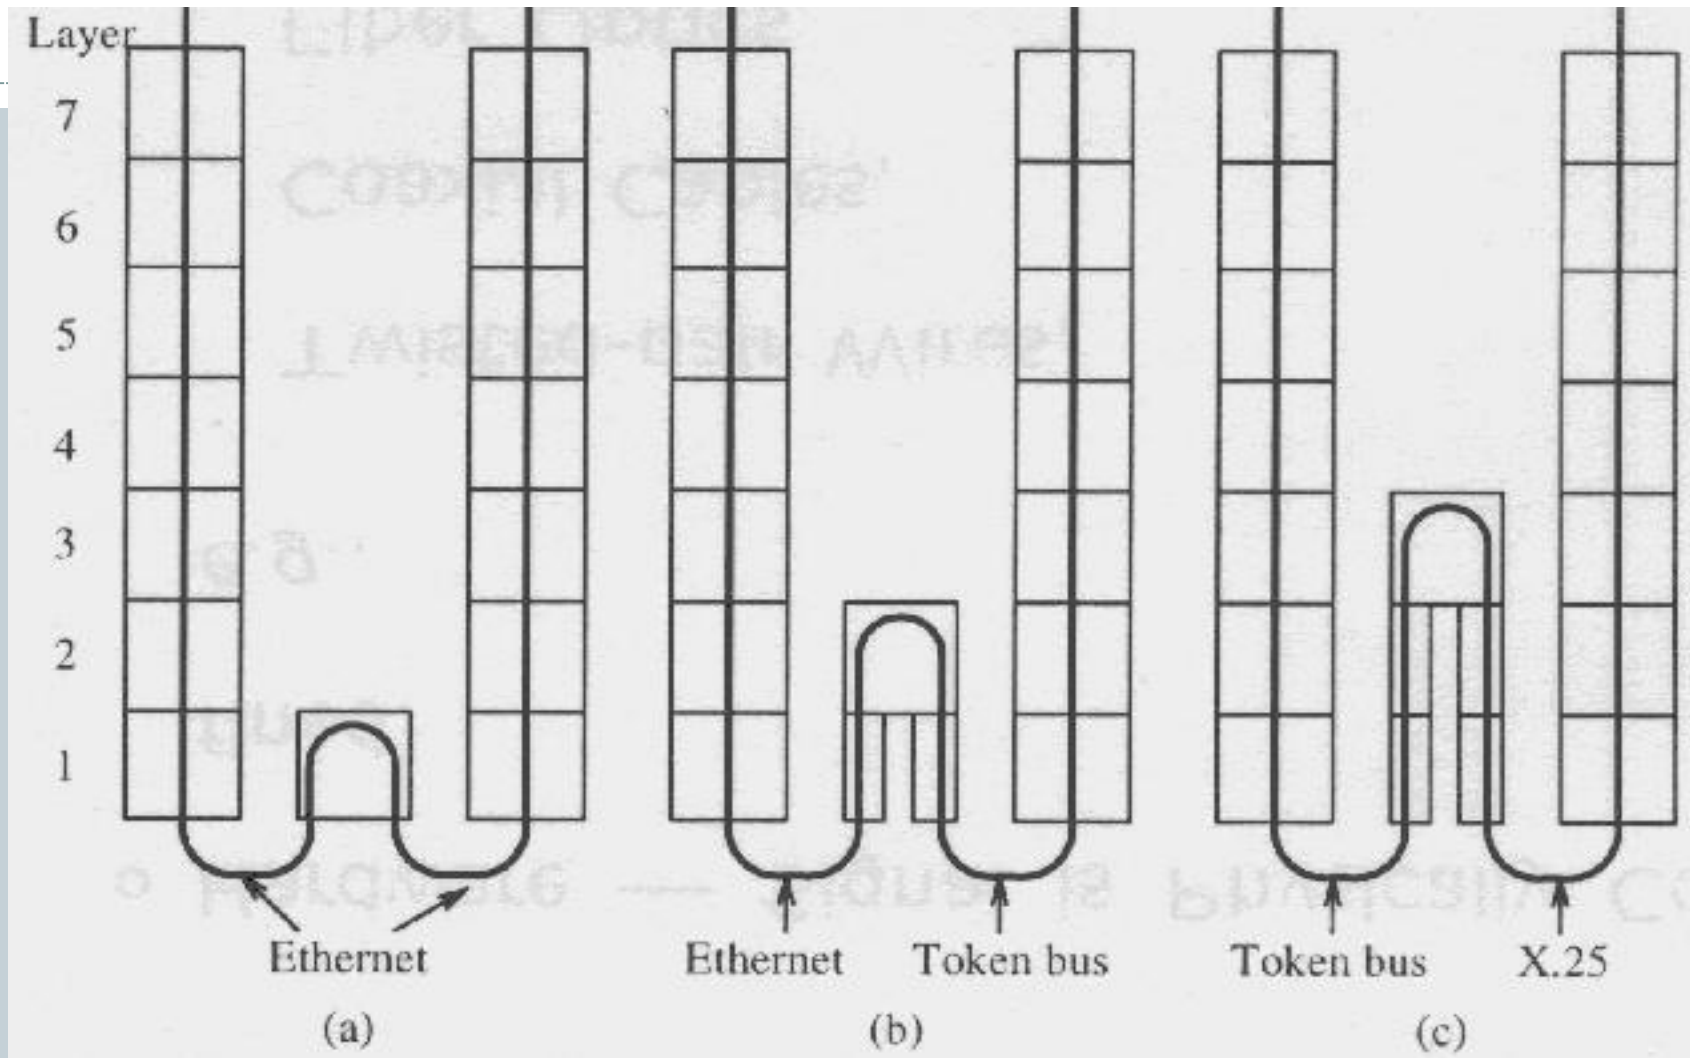 Layer
7
6
5
4
3
2
1
Ethernet
Ethernet Token bus
Token bus X.25
(a)
(b)
(c)